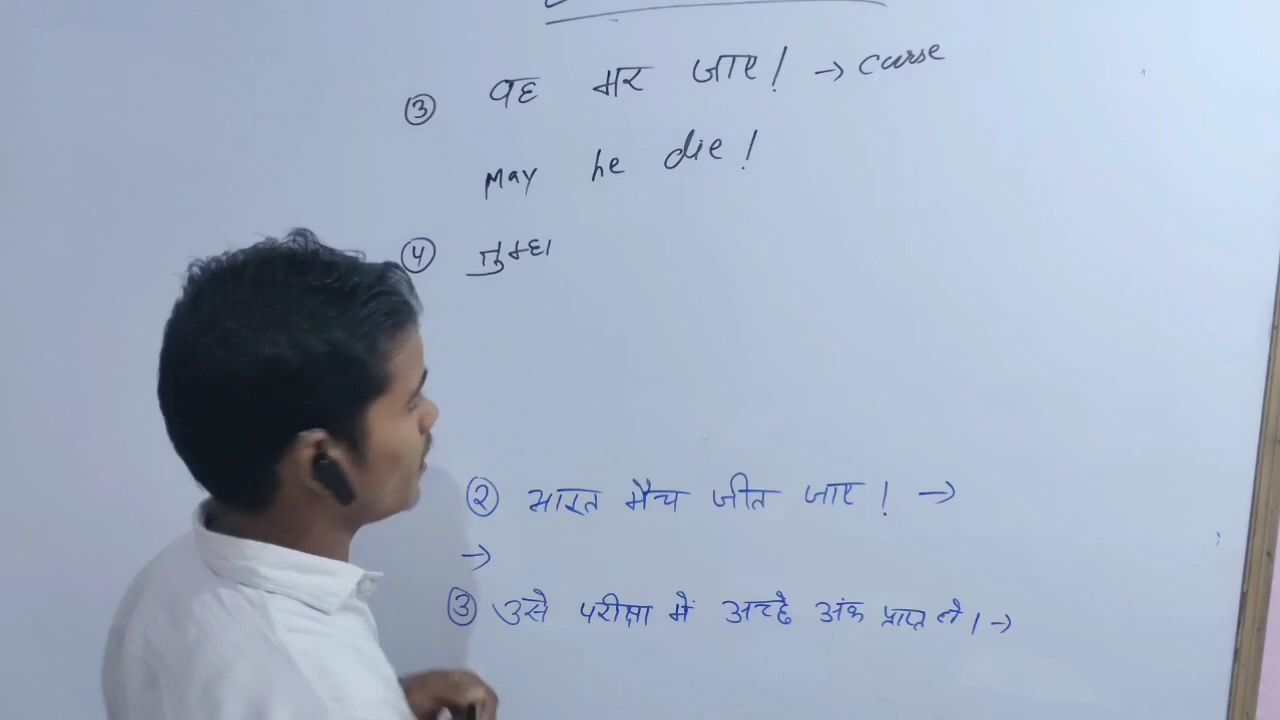 ③ वह मर जाए! → curse
May he die!
④ तुम्हा
② भारत मैच जीत जाए! →
→
③ उसे परीक्षा में अच्छे अंक प्राप्त हो। →